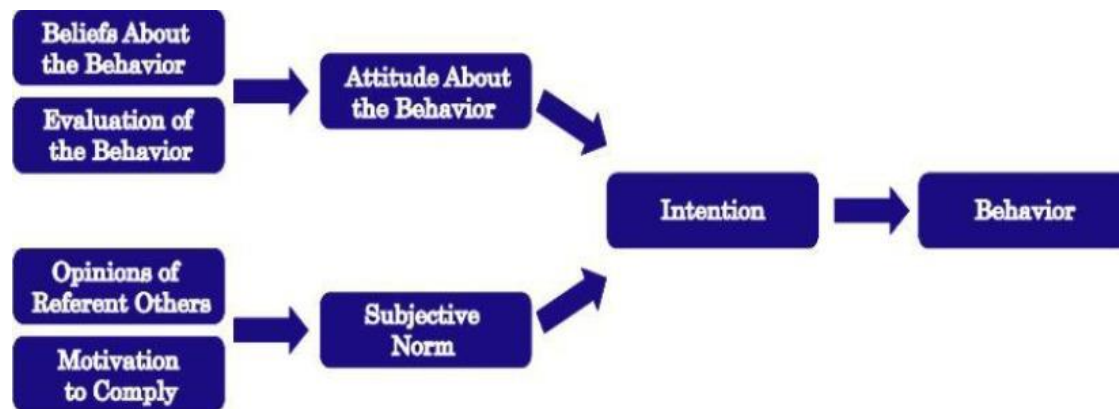 Beliefs About
the Behavior
Evaluation of
the Behavior
Attitude About
the Behavior
Opinions of
Referent Others
Motivation
to Comply
Subjective
Norm
Intention
Behavior